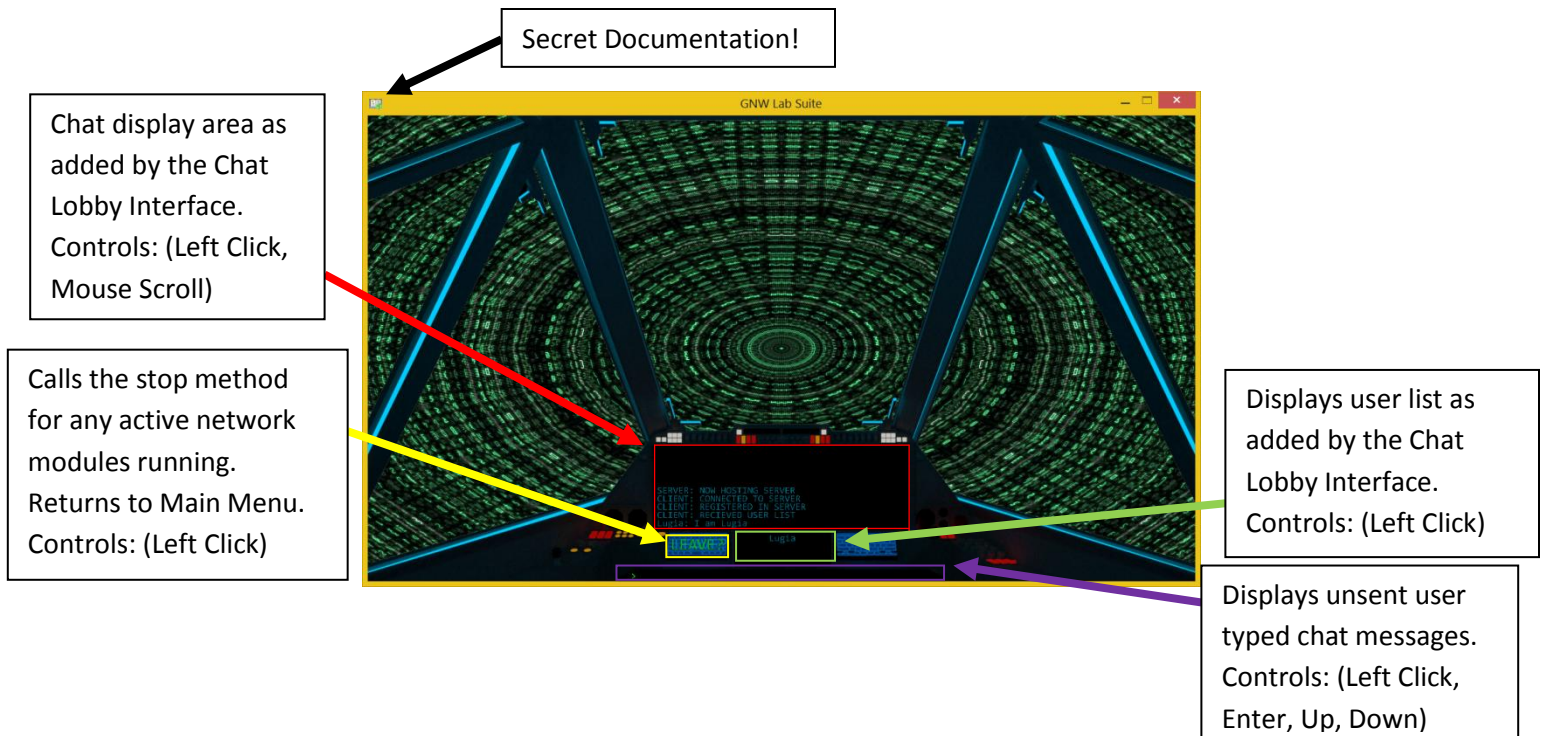 Secret Documentation!
GNW Lab Suite
Chat display area as
added by the Chat
Lobby Interface.
Controls: (Left Click,
Mouse Scroll)
Calls the stop method
for any active network
modules running.
Returns to Main Menu.
Controls: (Left Click)
SERVER: NOW HOSTING SERVER
CLIENT: CONNECTED TO SERVER
CLIENT: REGISTERED IN SERVER
CLIENT: RECIEVED USER LIST
Lugia: I am Lugia
Lugia
>
Displays user list as
added by the Chat
Lobby Interface.
Controls: (Left Click)
Displays unsent user
typed chat messages.
Controls: (Left Click,
Enter, Up, Down)